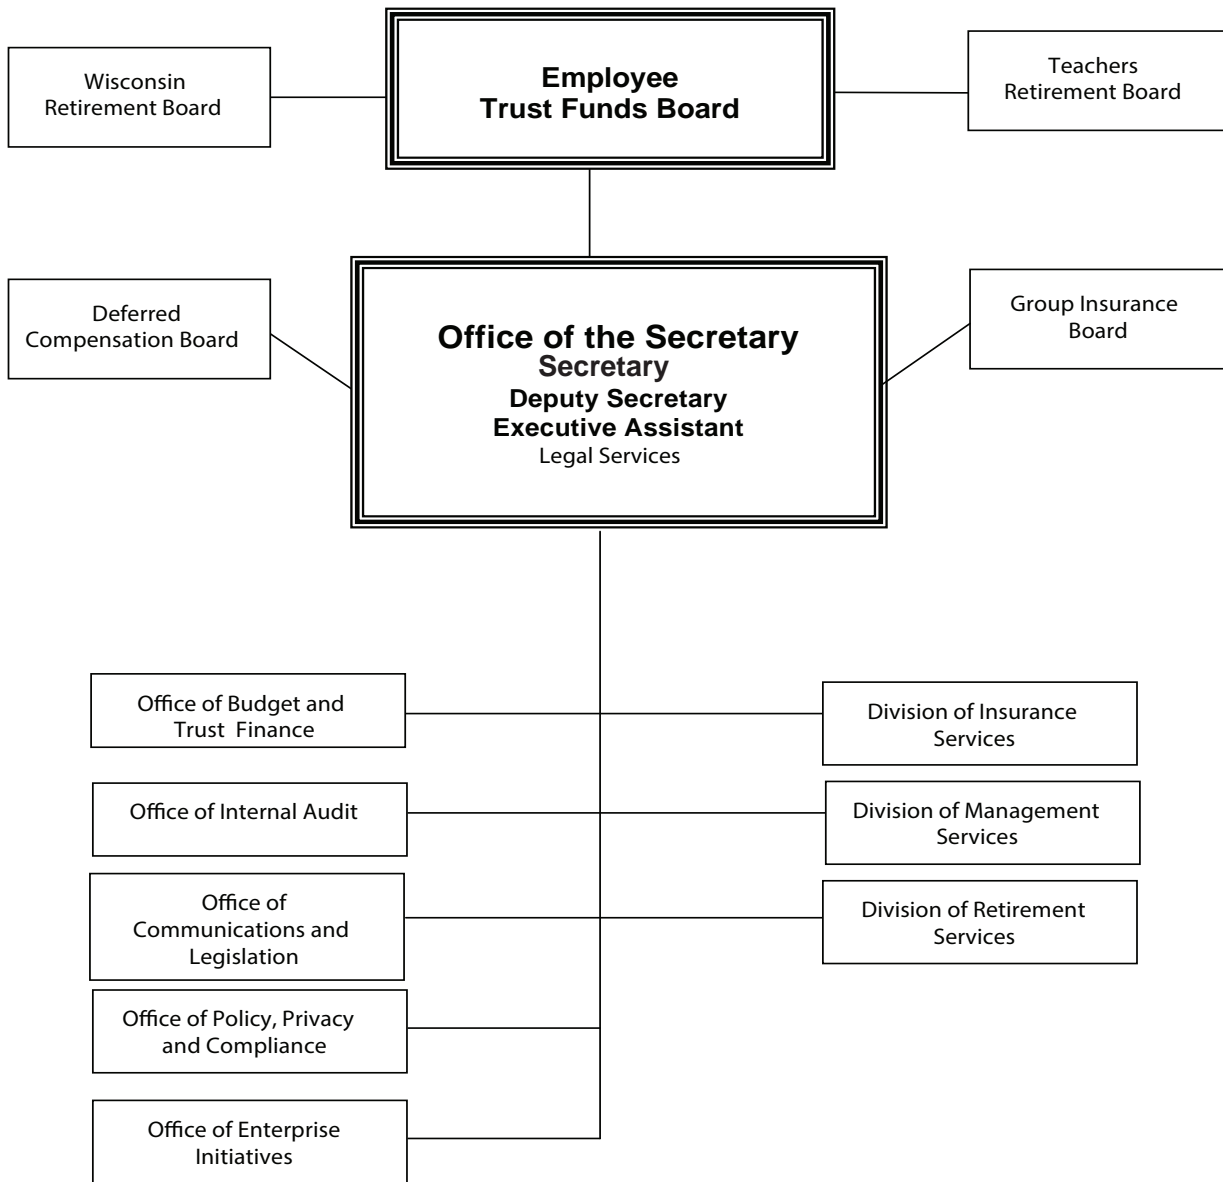 Wisconsin
Retirement Board
Employee
Trust Funds Board
Teachers
Retirement Board
Deferred
Compensation Board
Office of the Secretary
Secretary
Deputy Secretary
Executive Assistant
Legal Services
Group Insurance
Board
Office of Budget and
Trust  Finance
Division of Insurance
Services
Office of Internal Audit
Division of Management
Services
Office of
Communications and
Legislation
Division of Retirement
Services
Office of Policy, Privacy
and Compliance
Office of Enterprise
Initiatives